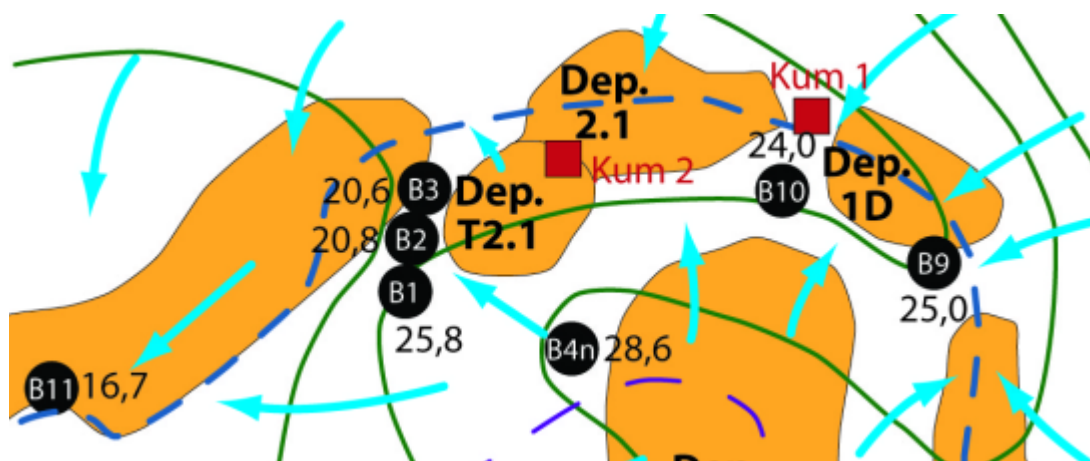 Kum 1
Dep.
2.1
24,0
Kum 2
Dep.
1D
20,6
B3
Dep.
T2.1
B10
20,8
B2
B9
B1
25,0
25,8
B4n
28,6
B11
16,7